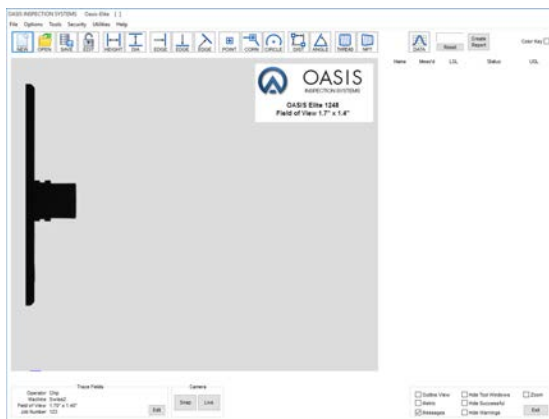 OASIS INSPECTION SYSTEMS Demo Elite [ ]
File Options Tools Security Utilities Help
NEW OPEN SAVE EDIT HEIGHT DIA EDGE EDGE EDGE POINT CORN CIRCLE DIST ANGLE THREAD NPT DATA Reset Create Report Color Key
Name Meas'd LSL Status USL
OASIS
INSPECTION SYSTEMS
OASIS Elite 1248
Field of View 1.7" x 1.4"
Trace Fields
Operator Chip
Machine Swiss2
Field of View 1.70" x 1.40"
Job Number 123
Edit
Camera
Snap Live
Outline View Hide Tool Windows Zoom
Items Hide Successful
Messages Hide Warnings Exit